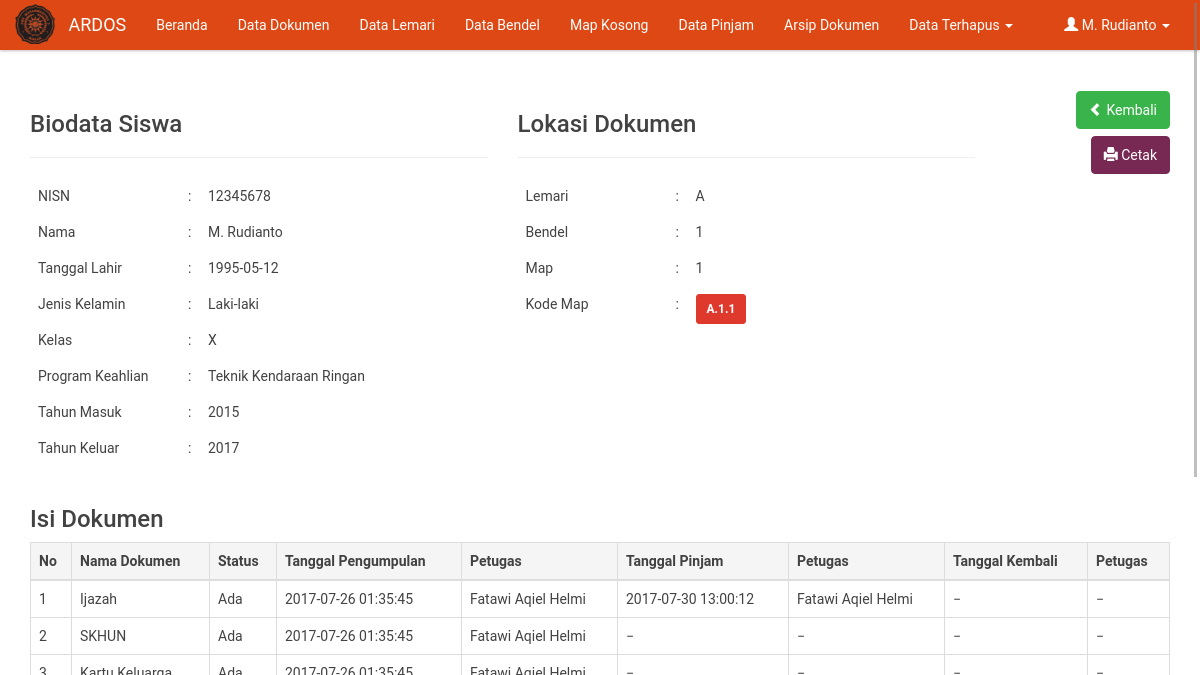 ARDOS Beranda Data Dokumen Data Lemari Data Bendel Map Kosong Data Pinjam Arsip Dokumen Data Terhapus M. Rudianto
Kembali
Cetak
Biodata Siswa
NISN : 12345678
Nama : M. Rudianto
Tanggal Lahir : 1995-05-12
Jenis Kelamin : Laki-laki
Kelas : X
Program Keahlian : Teknik Kendaraan Ringan
Tahun Masuk : 2015
Tahun Keluar : 2017
Lokasi Dokumen
Lemari : A
Bendel : 1
Map : 1
Kode Map : A.1.1
Isi Dokumen
No Nama Dokumen Status Tanggal Pengumpulan Petugas Tanggal Pinjam Petugas Tanggal Kembali Petugas
1 Ijazah Ada 2017-07-26 01:35:45 Fatawi Aqiel Helmi 2017-07-30 13:00:12 Fatawi Aqiel Helmi – –
2 SKHUN Ada 2017-07-26 01:35:45 Fatawi Aqiel Helmi – – – –
3 Kartu Keluarga Ada 2017-07-26 01:35:45 Fatawi Aqiel Helmi – – – –